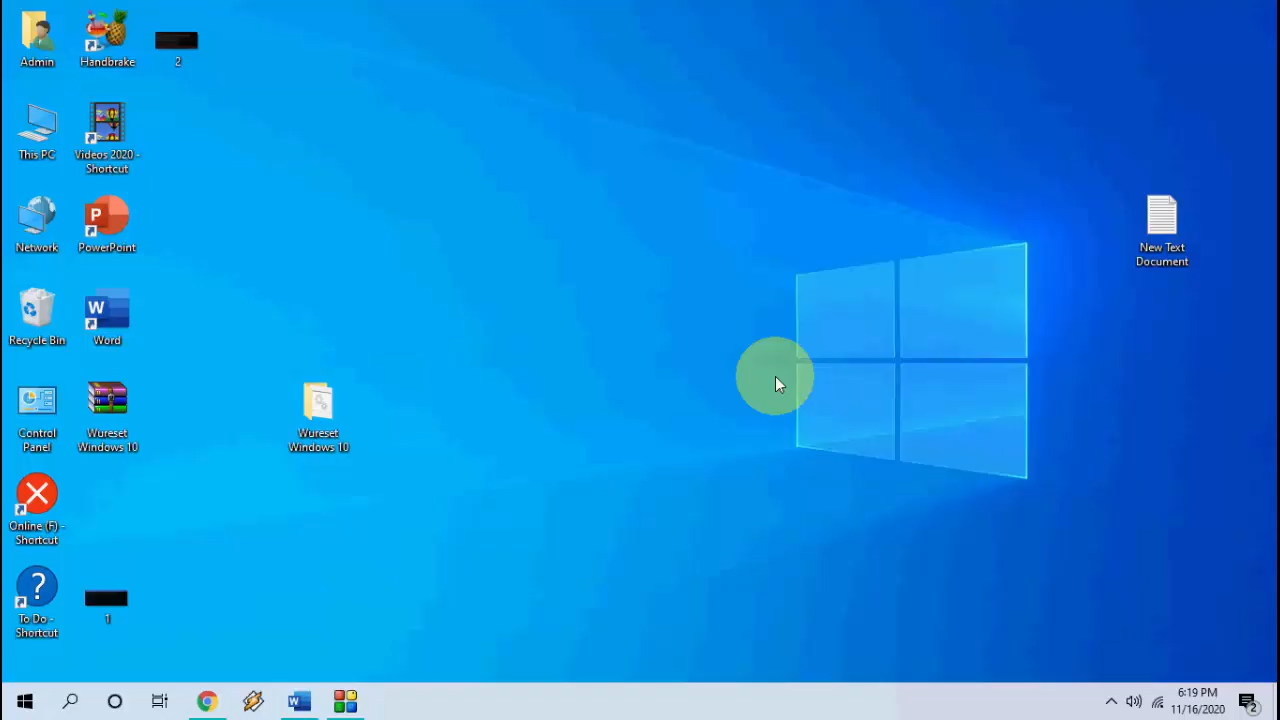 Admin
Handbrake
2
This PC
Videos 2020 -
Shortcut
Network
PowerPoint
New Text
Document
Recycle Bin
Word
Control
Panel
Wureset
Windows 10
Wureset
Windows 10
Online (F) -
Shortcut
To Do -
Shortcut
1
6:19 PM
11/16/2020
2